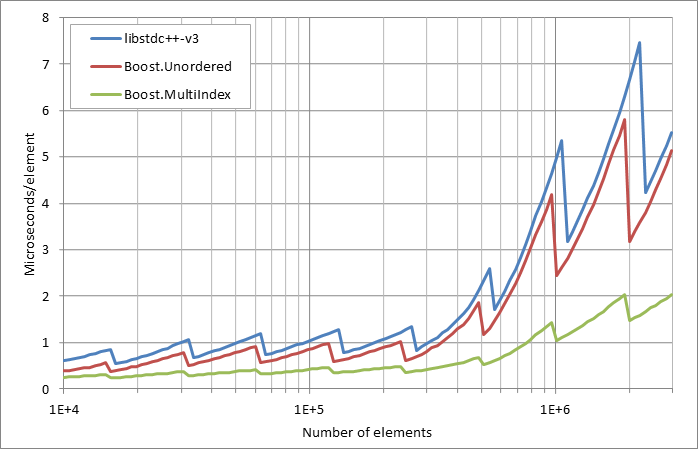 libstdc++-v3
Boost.Unordered
Boost.MultiIndex
Microseconds/element
8
7
6
5
4
3
2
1
0
1E+4
1E+5
1E+6
Number of elements